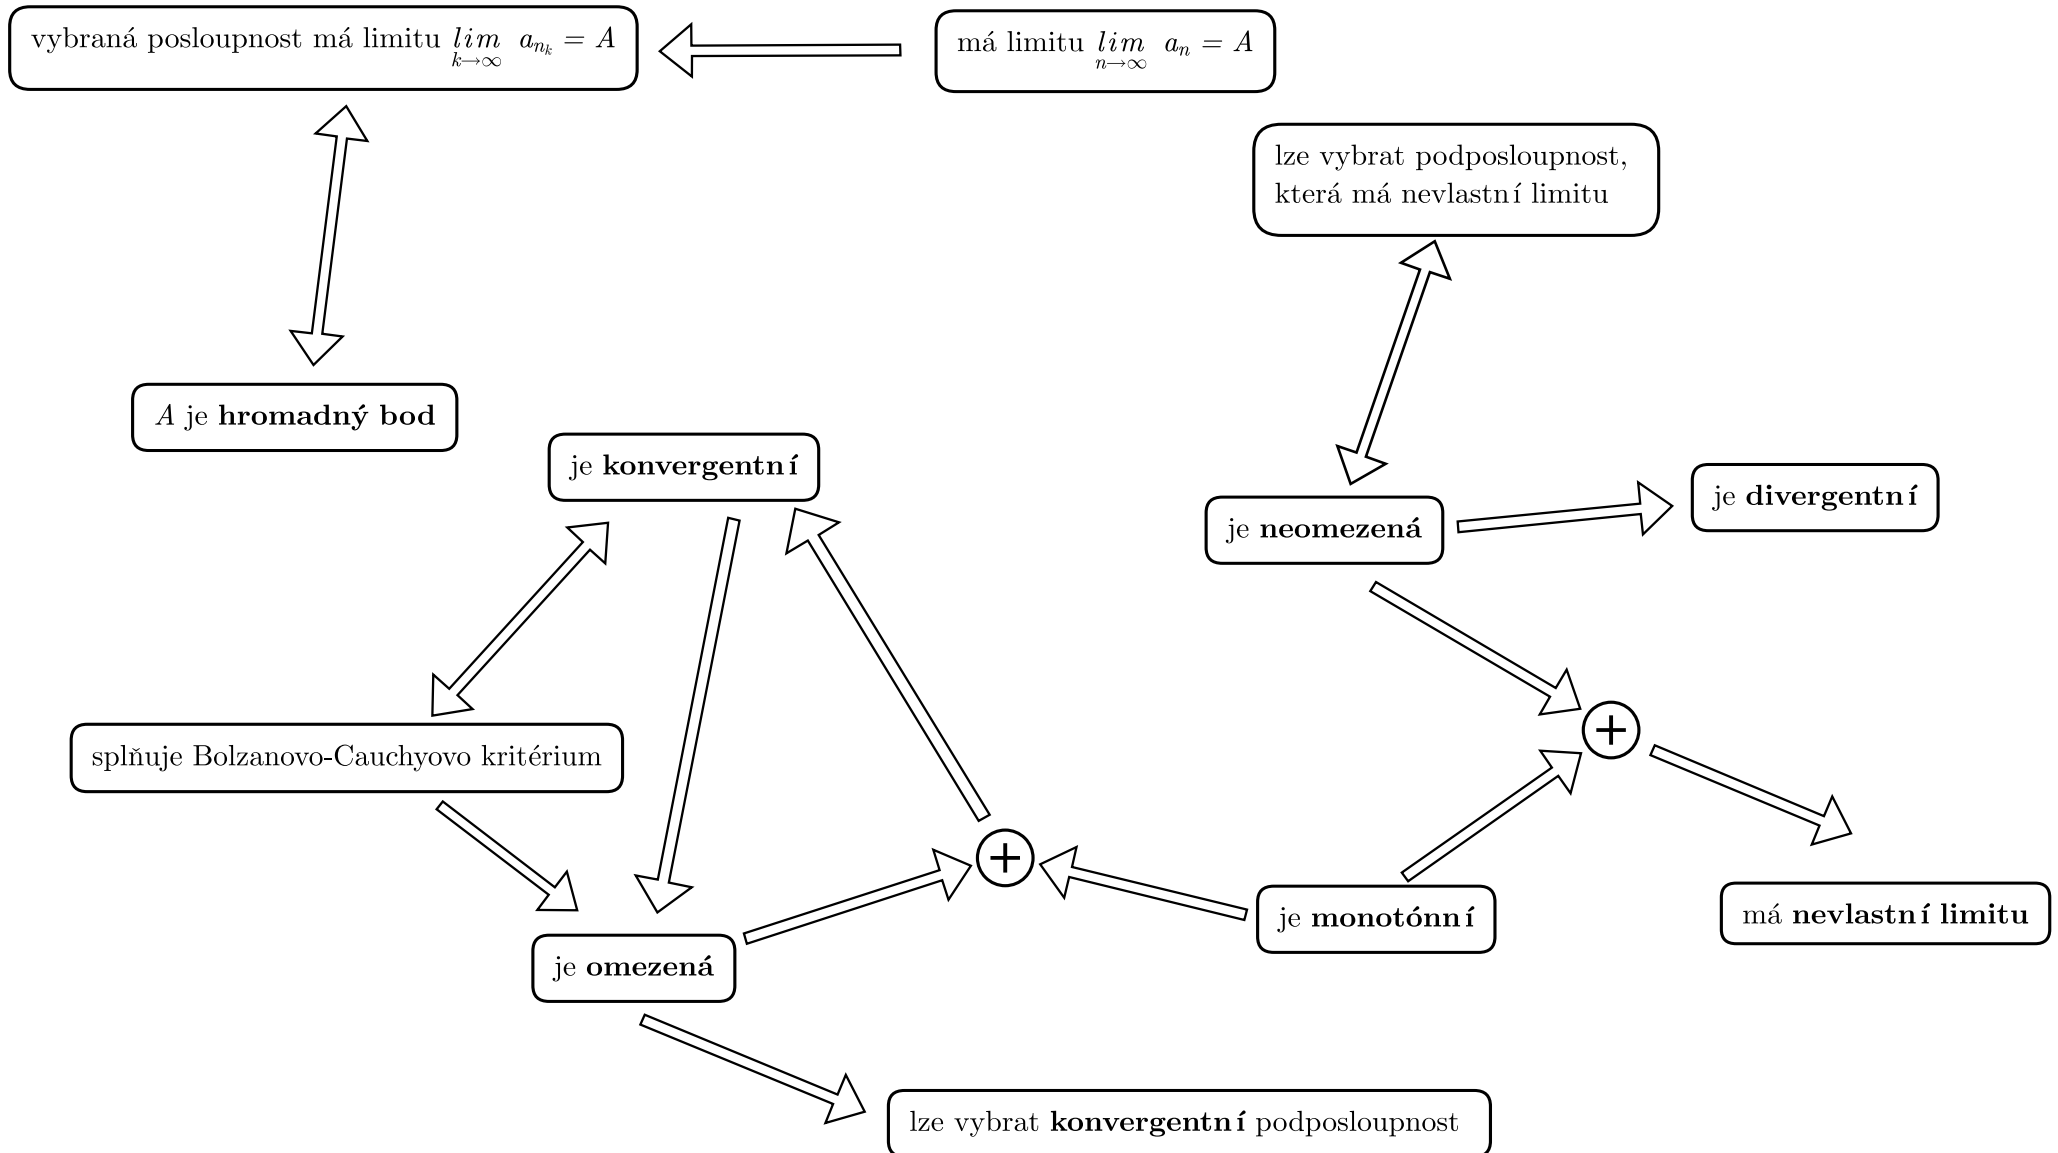 vybraná posloupnost má limitu lim a_{n_k} = A
k→∞
má limitu lim a_n = A
n→∞
lze vybrat podposloupnost,
která má nevlastní limitu
A je hromadný bod
je konvergentní
je neomezená
je divergentní
splňuje Bolzanovo-Cauchyovo kritérium
+
+
je omezená
je monotónní
má nevlastní limitu
lze vybrat konvergentní podposloupnost